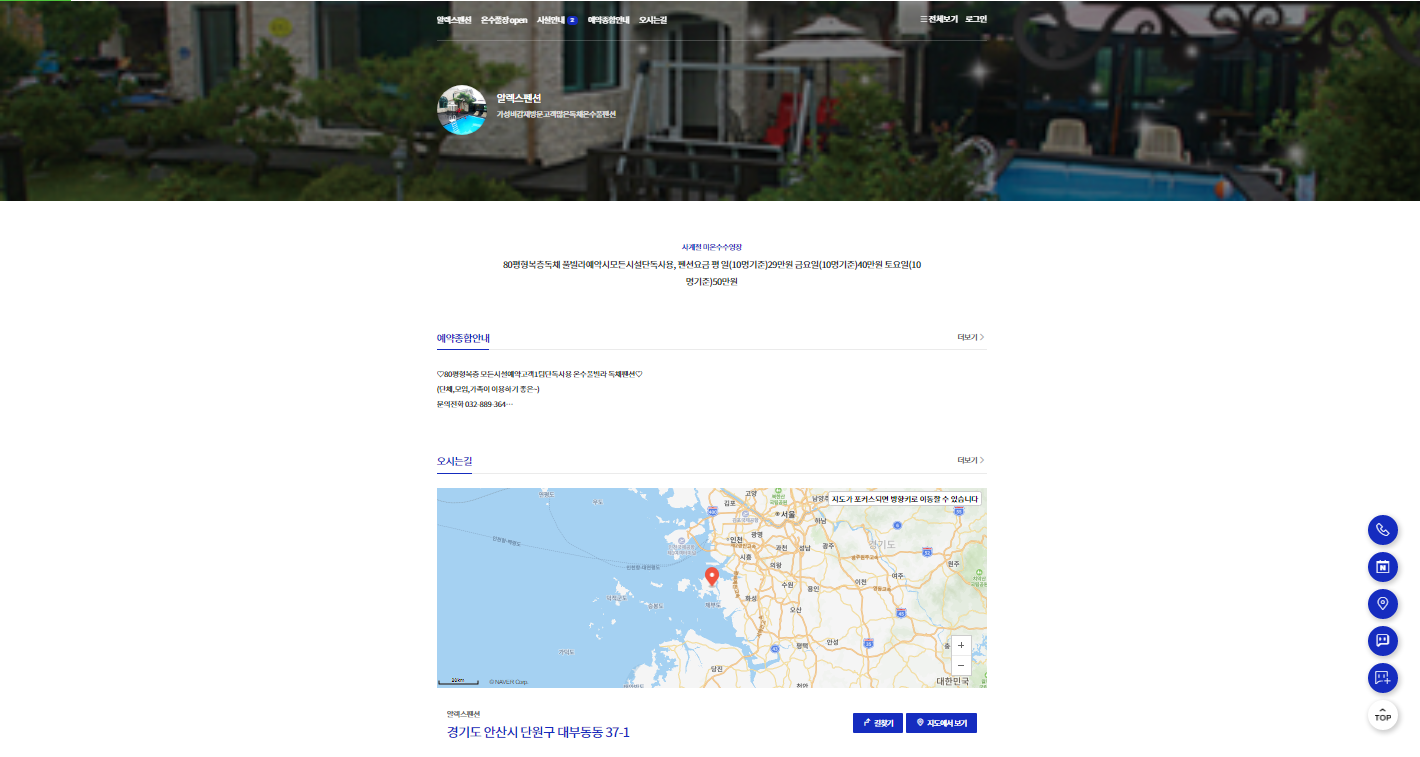 알렉스펜션 온수풀장 open 시설안내 2 예약종합안내 오시는길
전체보기 로그인
알렉스펜션
가성비갑재방문고객많은독채온수풀펜션
사계절 미온수수영장
80평형복층독채 풀빌라예약시모든시설단독사용, 펜션요금 평 일(10명기준)29만원 금요일(10명기준)40만원 토요일(10
명기준)50만원
예약종합안내
더보기
♡80평형복층 모든시설예약고객1팀단독사용 온수풀빌라 독채펜션♡
(단체,모임,가족이 이용하기 좋은~)
문의전화 032-889-364…
오시는길
더보기
지도가 포커스되면 방향키로 이동할 수 있습니다
고양
김포
서울
하남
인천
광명
시흥
과천
성남
광주
경기도
의왕
수원
용인
이천
여주
원주
화성
오산
안성
평택
당진
천안
대한민국
20km
© NAVER Corp.
알렉스펜션
경기도 안산시 단원구 대부동동 37-1
길찾기
지도에서 보기
TOP